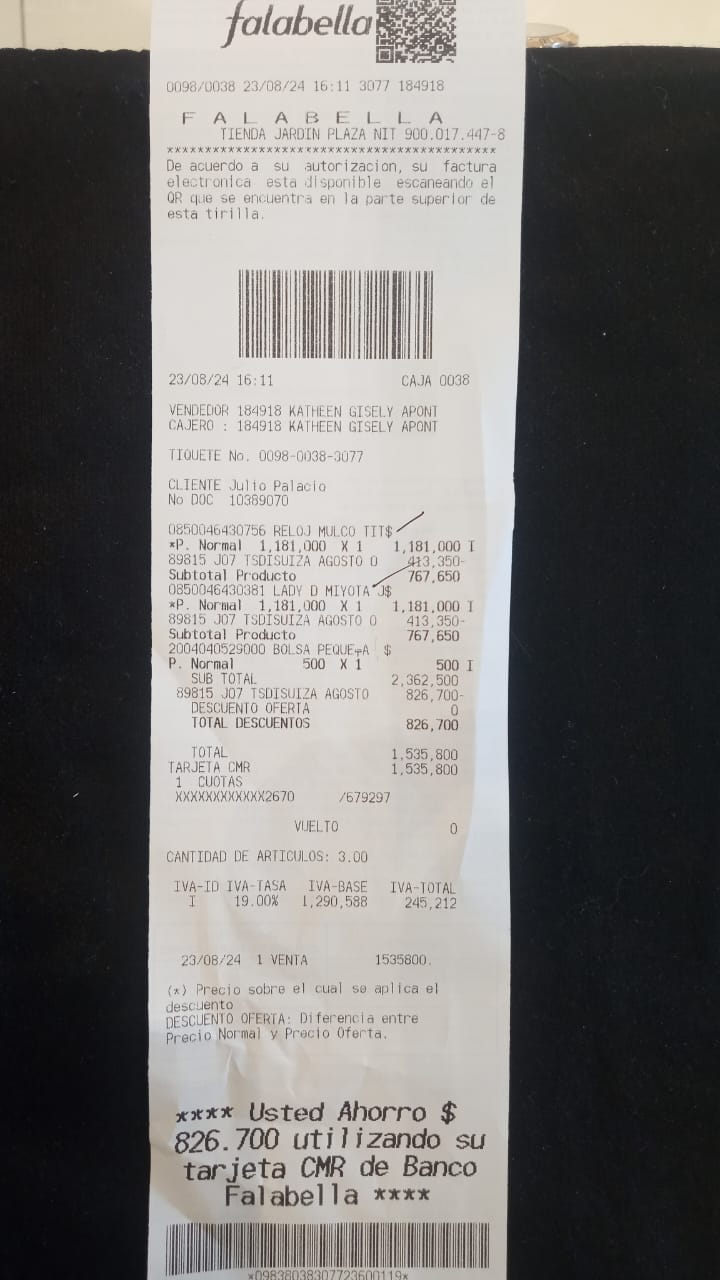 falabella
0098/0038 23/08/24 16:11 3077 184918
F A L A B E L L A
TIENDA JARDIN PLAZA NIT 900.017.447-8
******************************************
De acuerdo a su autorizacion, su factura
electronica esta disponible escaneando el
QR que se encuentra en la parte superior de
esta tirilla.
23/08/24 16:11 CAJA 0038
VENDEDOR 184918 KATHEEN GISELY APONT
CAJERO : 184918 KATHEEN GISELY APONT
TIQUETE No. 0098-0038-3077
CLIENTE Julio Palacio
No DOC 10389070
0850046430756 RELOJ MULCO TIT$
*P. Normal 1,181,000 X 1 1,181,000 I
89815 J07 TSDISUIZA AGOSTO 0 413,350-
Subtotal Producto 767,650
0850046430381 LADY D MIYOTA J$
*P. Normal 1,181,000 X 1 1,181,000 I
89815 J07 TSDISUIZA AGOSTO 0 413,350-
Subtotal Producto 767,650
2004040529000 BOLSA PEQUE¬A $
P. Normal 500 X 1 500 I
SUB TOTAL 2,362,500
89815 J07 TSDISUIZA AGOSTO 826,700-
DESCUENTO OFERTA 0
TOTAL DESCUENTOS 826,700
TOTAL 1,535,800
TARJETA CMR 1,535,800
1 CUOTAS
XXXXXXXXXXXX2670 /679297
VUELTO 0
CANTIDAD DE ARTICULOS: 3.00
IVA-ID IVA-TASA IVA-BASE IVA-TOTAL
I 19.00% 1,290,588 245,212
23/08/24 1 VENTA 1535800.
(*) Precio sobre el cual se aplica el
descuento
DESCUENTO OFERTA: Diferencia entre
Precio Normal y Precio Oferta.
**** Usted Ahorro $
826.700 utilizando su
tarjeta CMR de Banco
Falabella ****
*09838038307723600119*